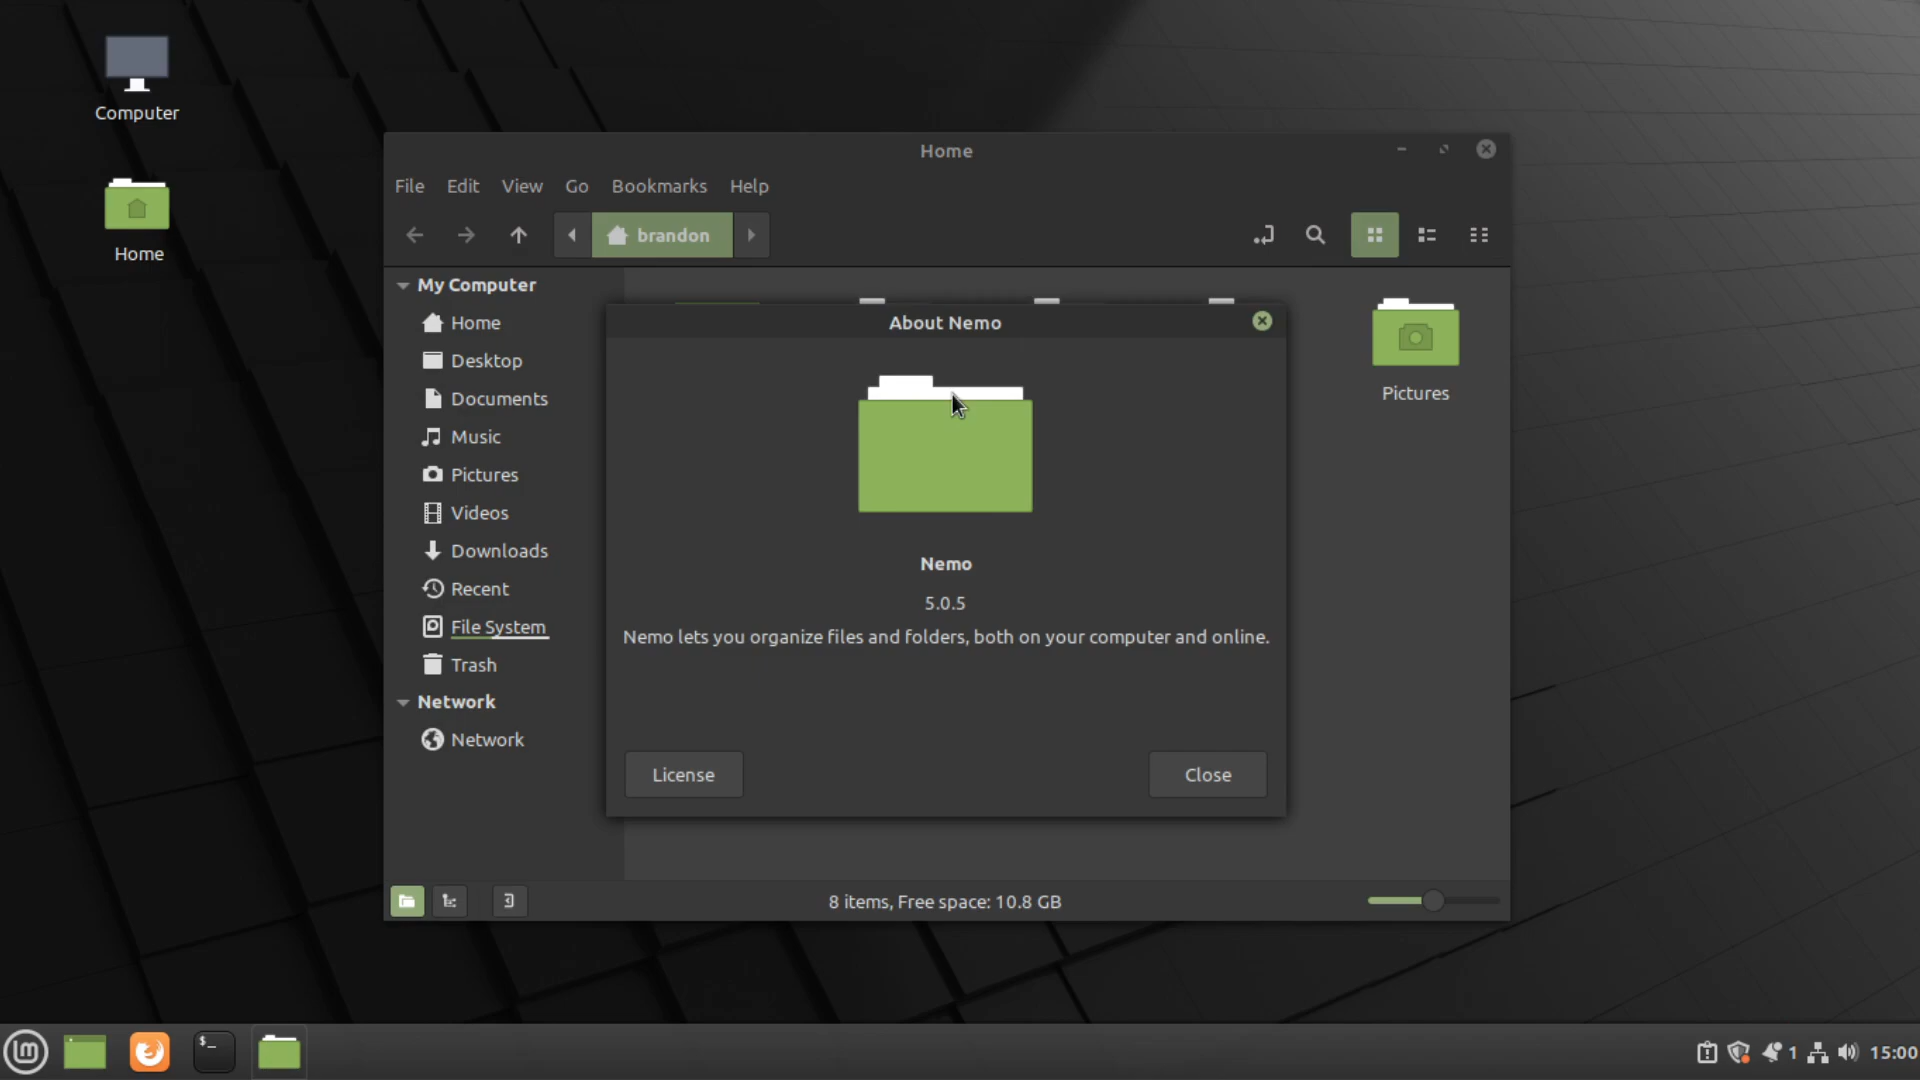 Computer
Home
Home
File Edit View Go Bookmarks Help
brandon
My Computer
Home
Desktop
Documents
Music
Pictures
Videos
Downloads
Recent
File System
Trash
Network
Network
Pictures
About Nemo
Nemo
5.0.5
Nemo lets you organize files and folders, both on your computer and online.
License
Close
8 items, Free space: 10.8 GB
$_
1
15:00